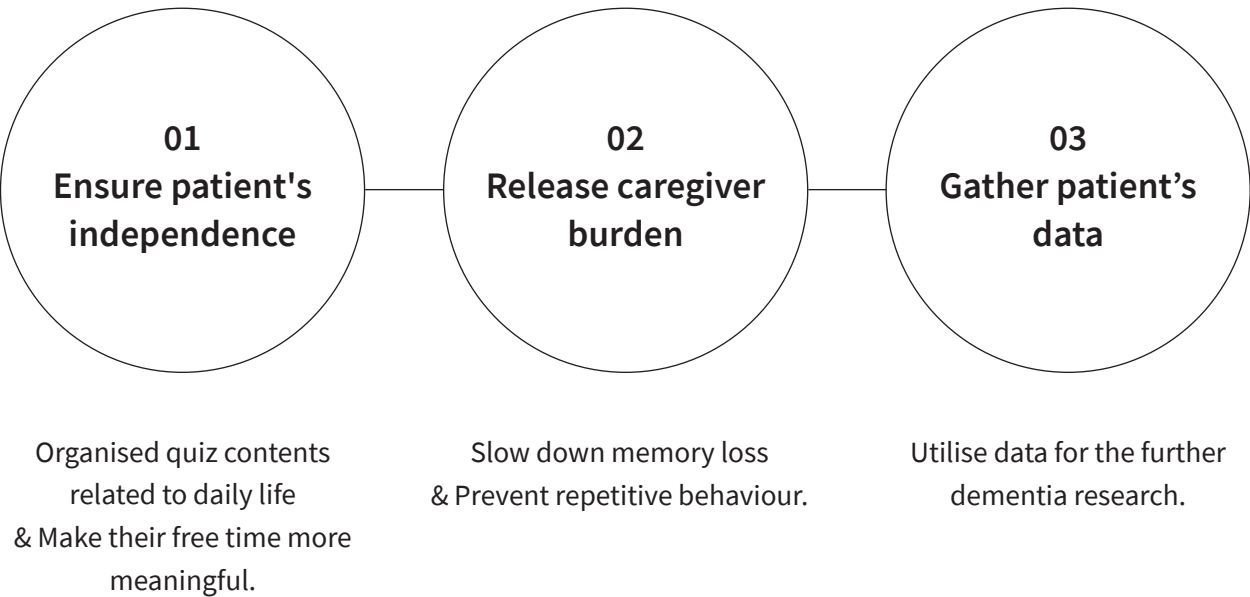 01
Ensure patient's
independence
02
Release caregiver
burden
03
Gather patient’s
data
Organised quiz contents
related to daily life
& Make their free time more
meaningful.
Slow down memory loss
& Prevent repetitive behaviour.
Utilise data for the further
dementia research.